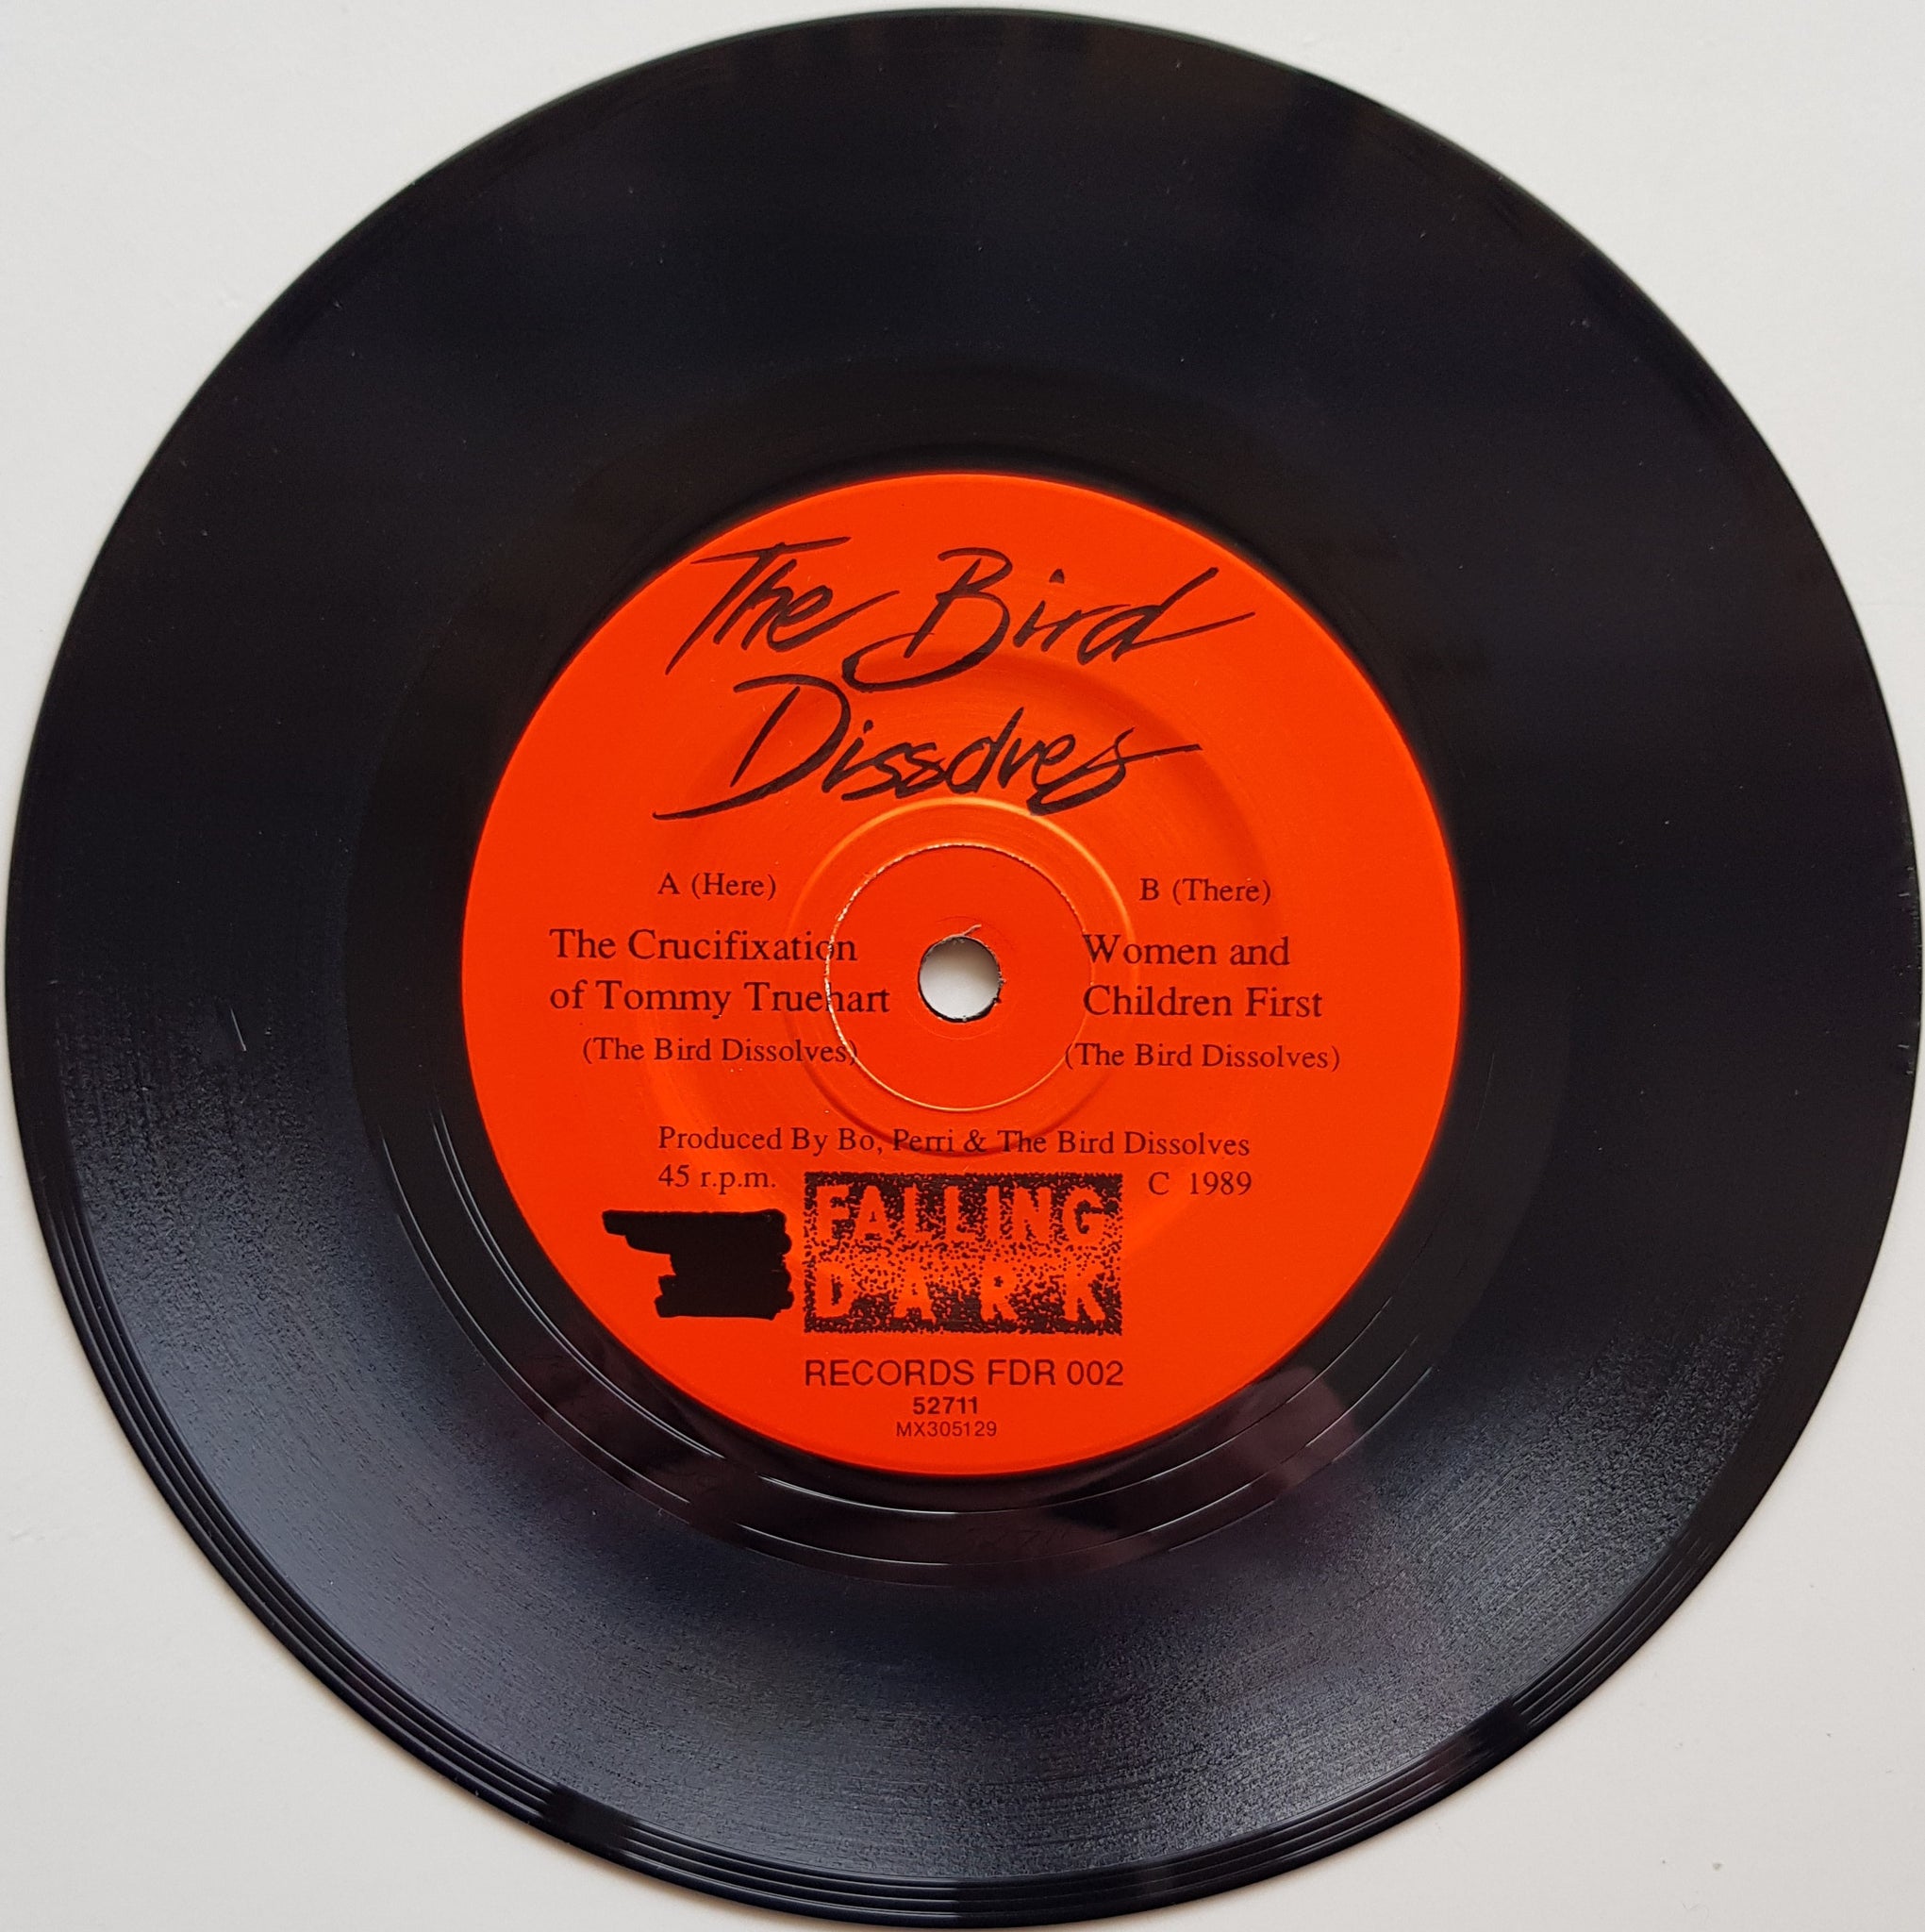 The Bird
Dissolves
A (Here)
The Crucifixation
of Tommy Truehart
(The Bird Dissolves)
B (There)
Women and
Children First
(The Bird Dissolves)
Produced By Bo, Perri & The Bird Dissolves
45 r.p.m.
C 1989
FALLING
DARK
RECORDS FDR 002
52711
MX305129